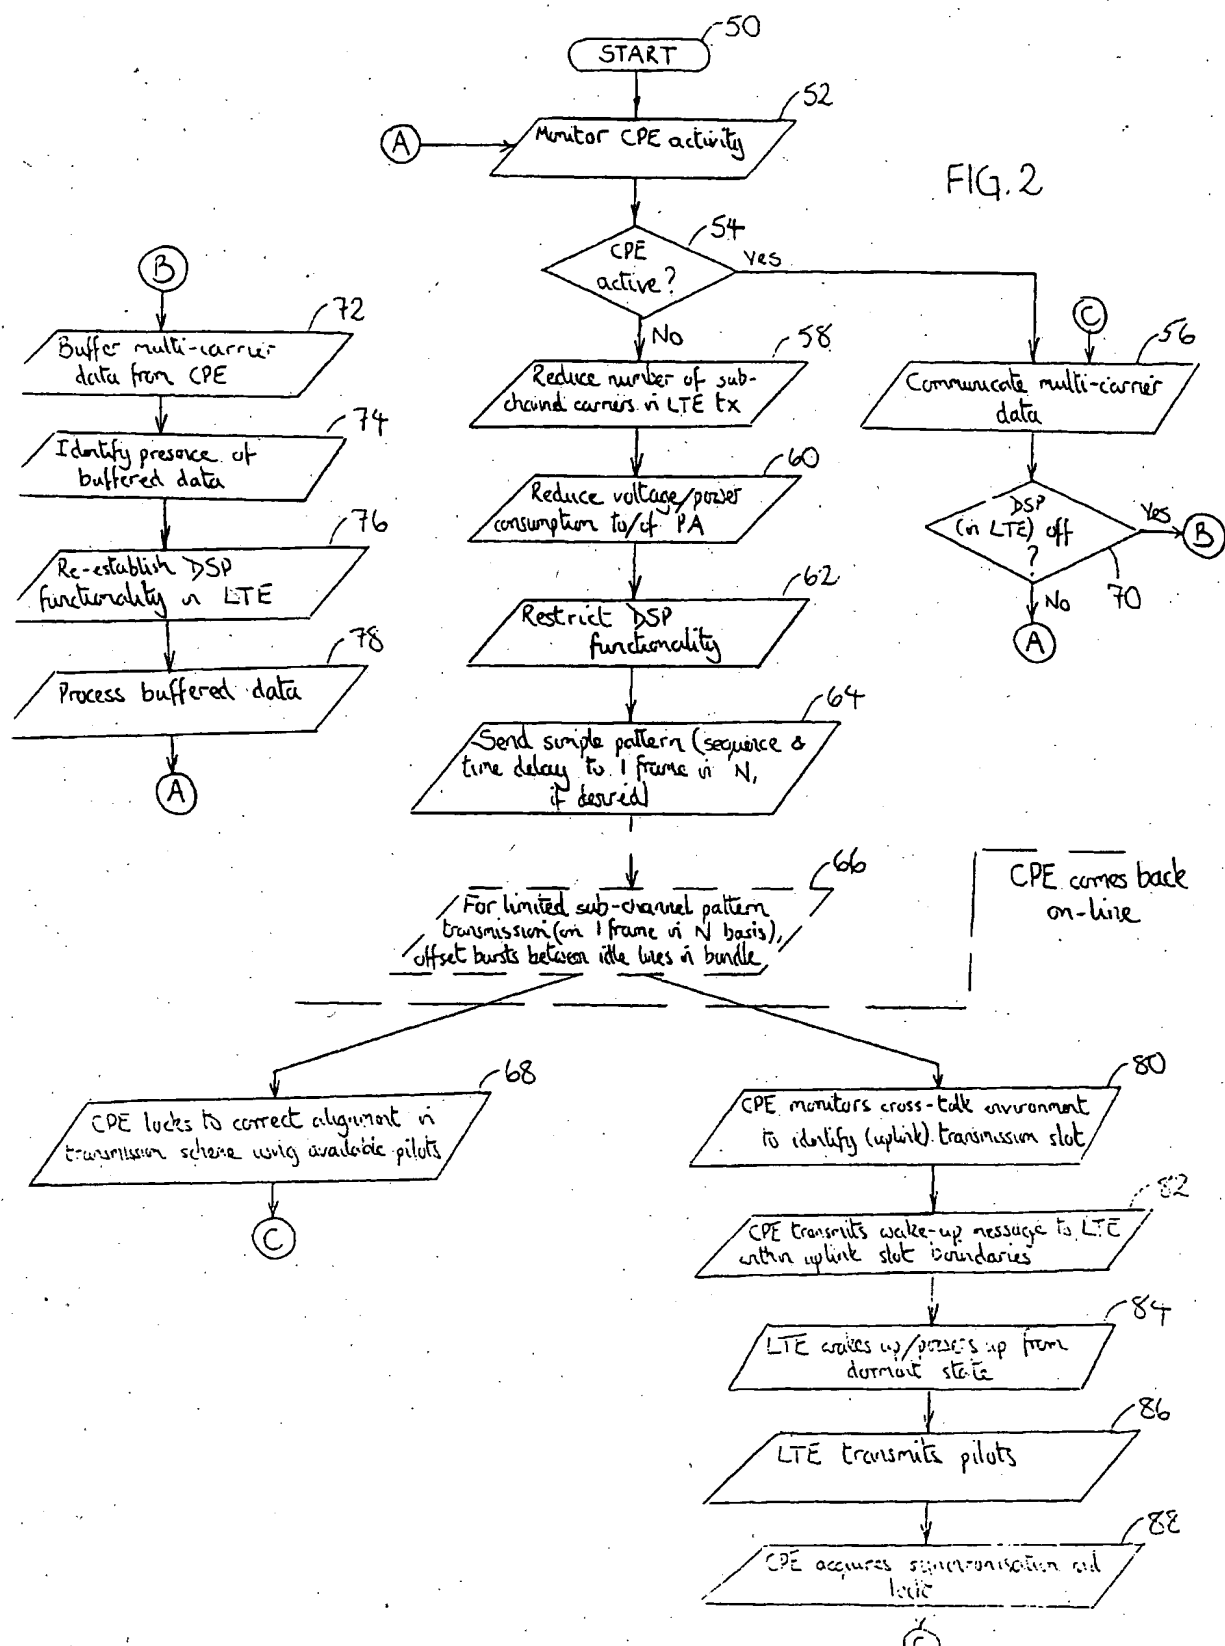 50
START
52
A
Monitor CPE activity
FIG. 2
54
CPE
active?
Yes
No
B
72
Buffer multi-carrier
data from CPE
74
Identify presence of
buffered data
76
Re-establish DSP
functionality in LTE
78
Process buffered data
A
58
Reduce number of sub-
channel carriers in LTE tx
60
Reduce voltage/power
consumption to/of PA
62
Restrict DSP
functionality
64
Send simple pattern (sequence &
time delay to 1 frame in N,
if desired)
C
56
Communicate multi-carrier
data
DSP
(in LTE) off
?
Yes
B
70
No
A
66
For limited sub-channel pattern
transmission (on 1 frame in N basis),
offset bursts between idle lines in bundle
CPE comes back
on-line
68
CPE locks to correct alignment in
transmission scheme using available pilots
C
80
CPE monitors cross-talk environment
to identify (uplink) transmission slot
82
CPE transmits wake-up message to LTE
within uplink slot boundaries
84
LTE wakes up/powers up from
dormant state
86
LTE transmits pilots
88
CPE acquires synchronisation and
lock
C